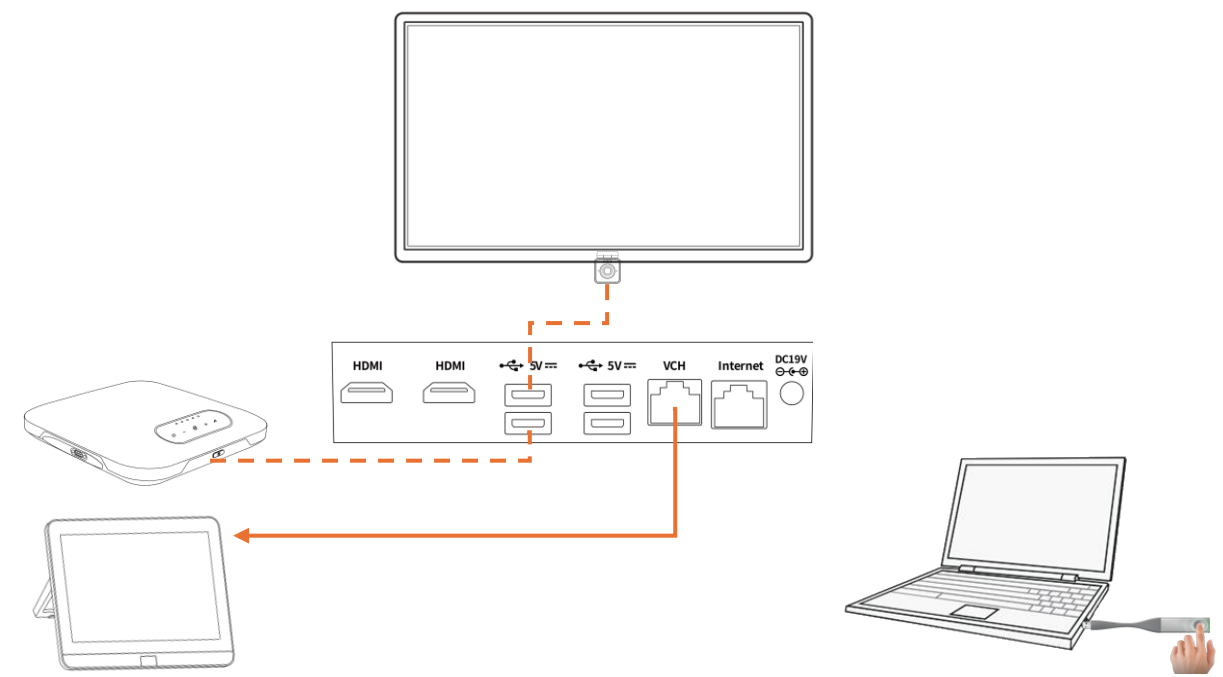 HDMI
HDMI
5V
5V
VCH
Internet
DC19V